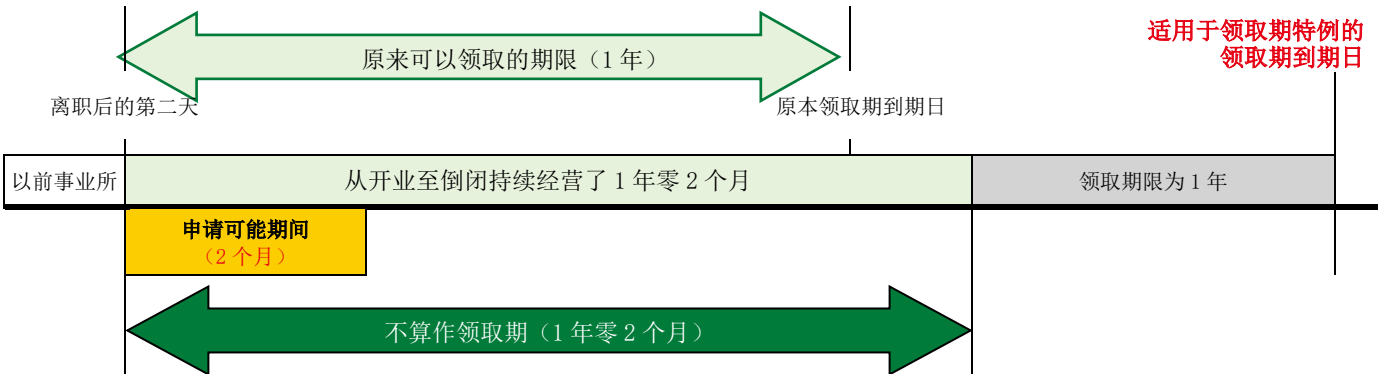 适用于领取期特例的
领取期到期日
原来可以领取的期限（1 年）
离职后的第二天
原本领取期到期日
以前事业所
从开业至倒闭持续经营了 1 年零 2 个月
领取期限为 1 年
申请可能期间
（2 个月）
不算作领取期（1 年零 2 个月）